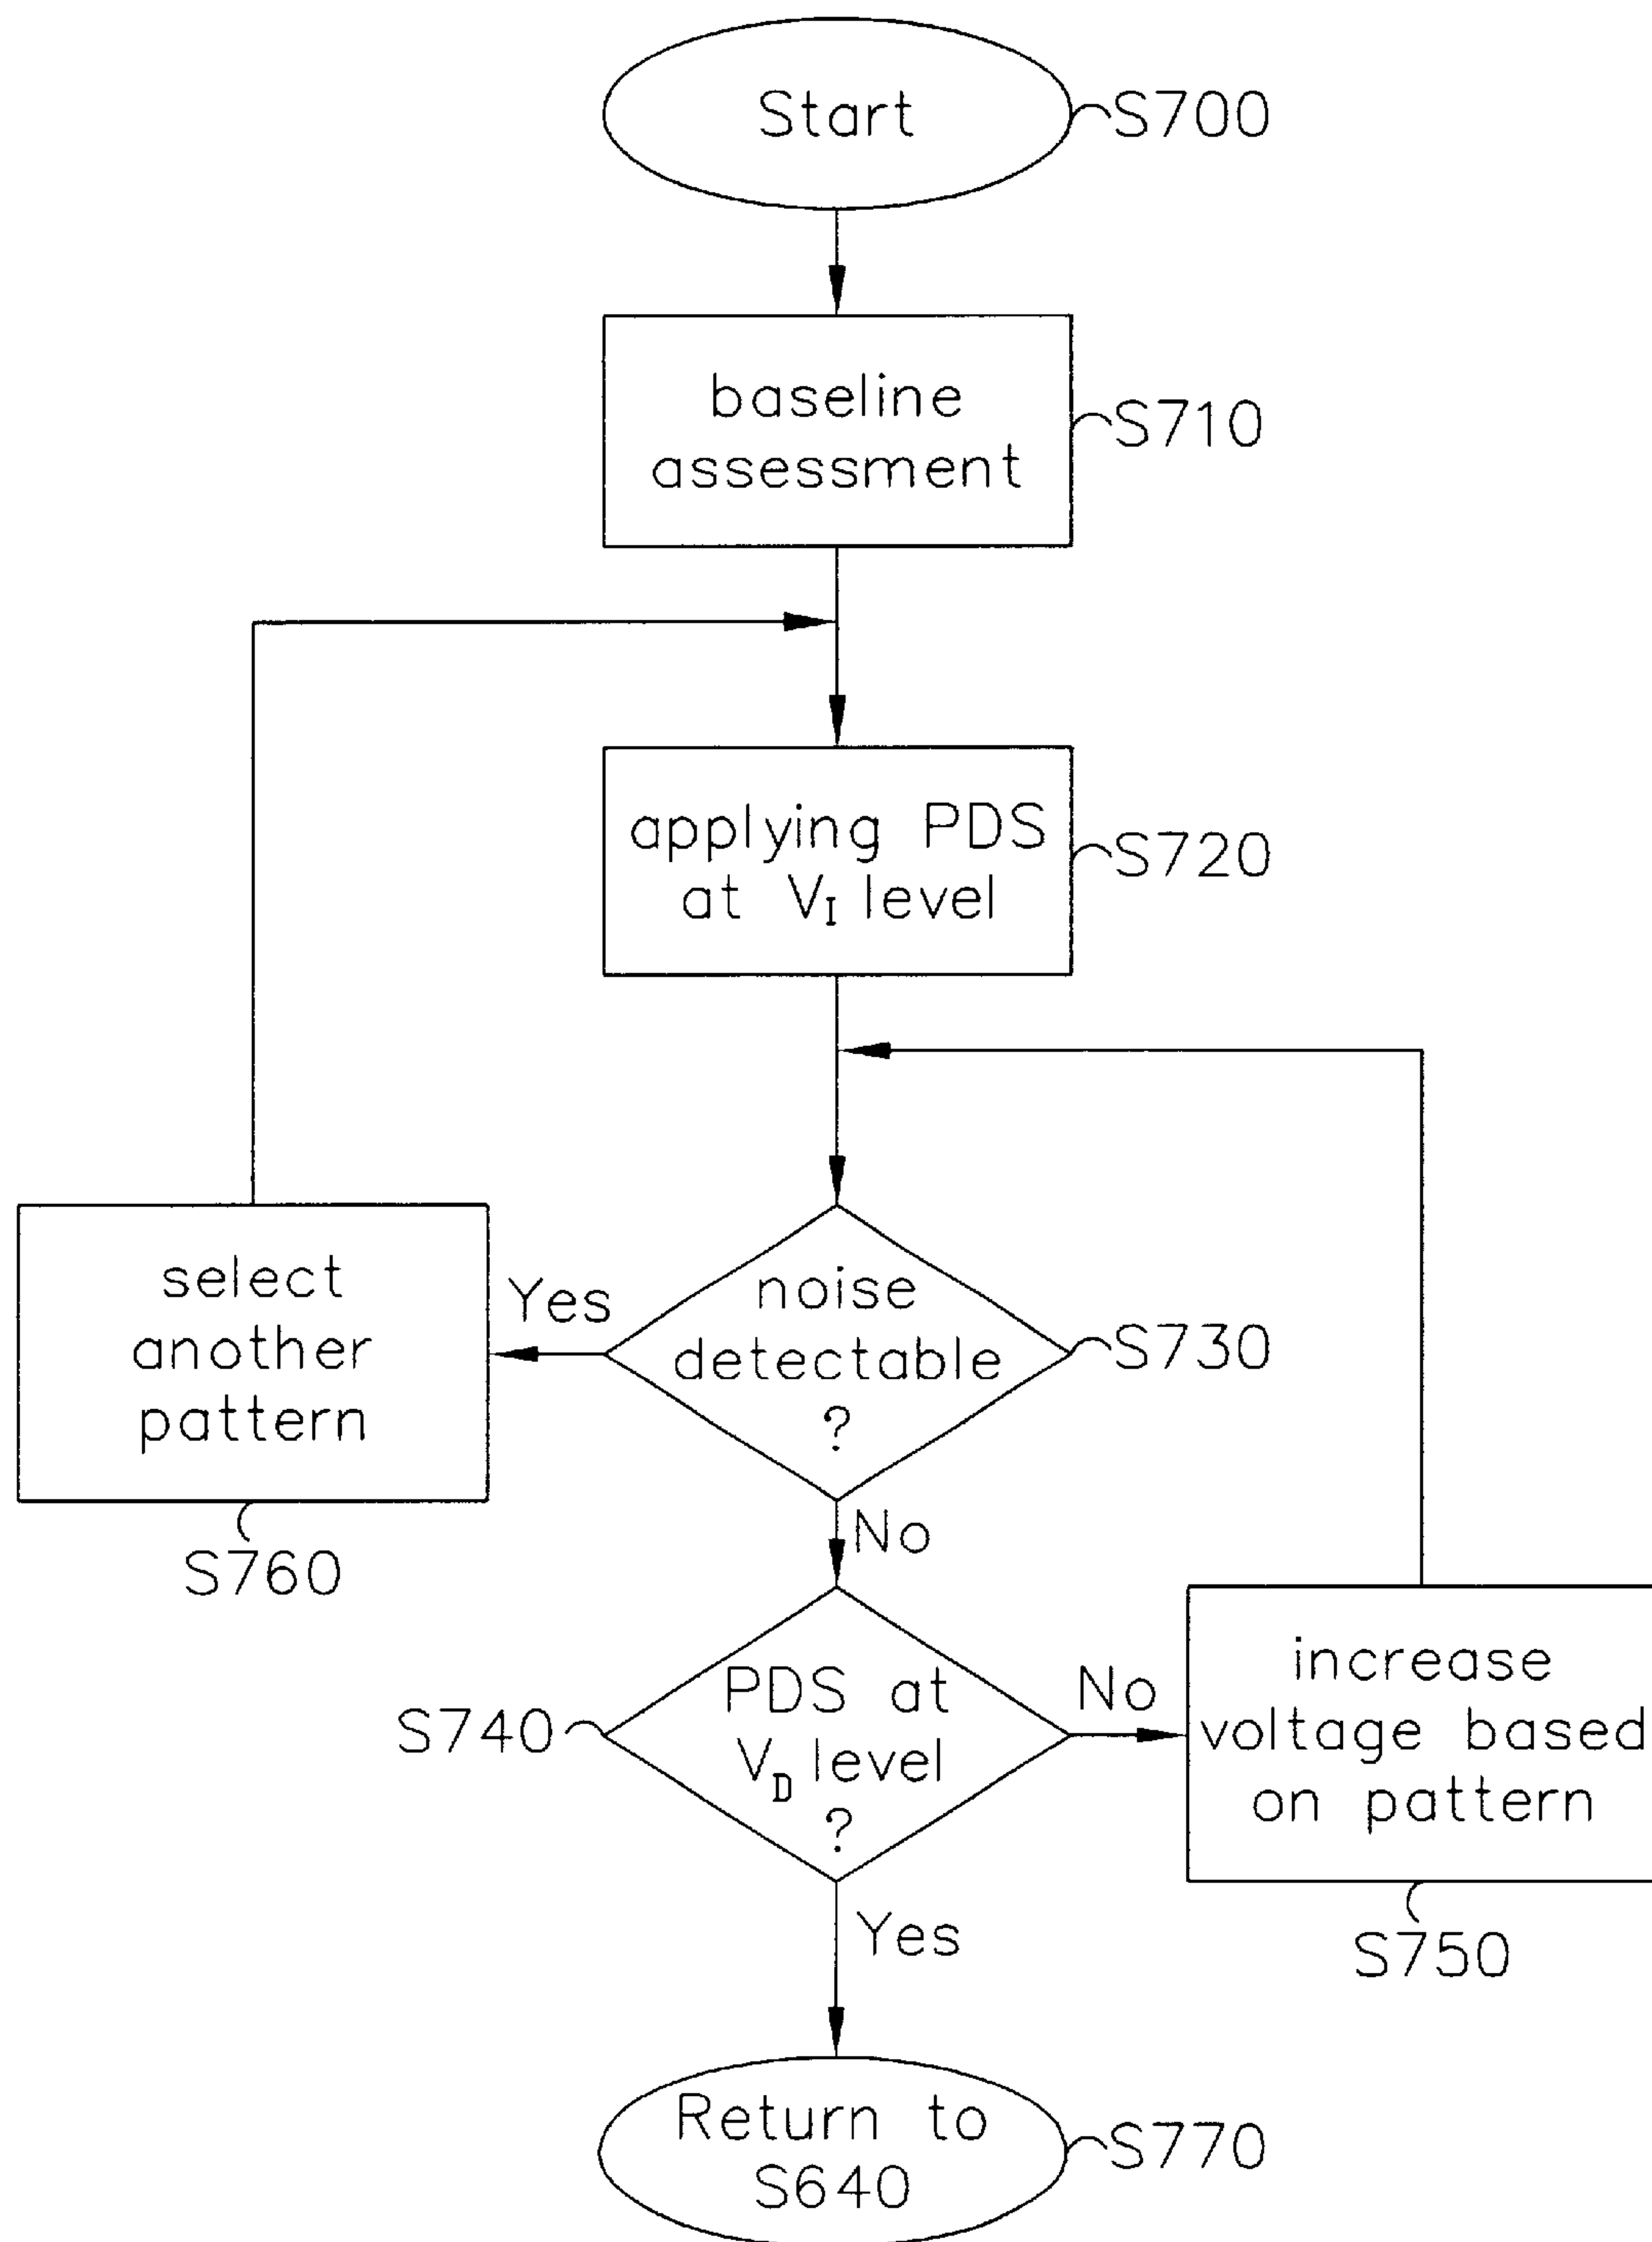 Start
S700
baseline
assessment
S710
applying PDS
at V_I level
S720
noise
detectable
?
S730
Yes
select
another
pattern
S760
No
PDS at
V_D level
?
S740
No
increase
voltage based
on pattern
S750
Yes
Return to
S640
S770